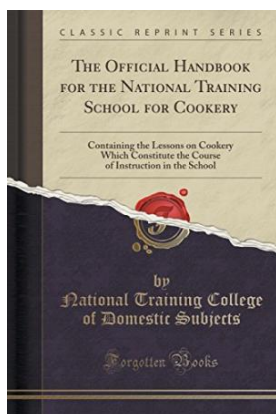 CLASSIC REPRINT SERIES
THE OFFICIAL HANDBOOK
FOR THE NATIONAL TRAINING
SCHOOL FOR COOKERY
Containing the Lessons on Cookery
Which Constitute the Course
of Instruction in the School
by
National Training College
of Domestic Subjects
Forgotten Books